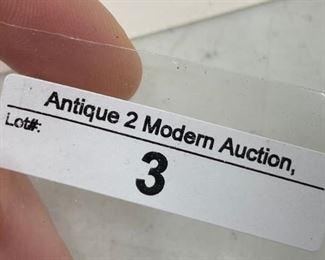 Antique 2 Modern Auction,
Lot#:
3